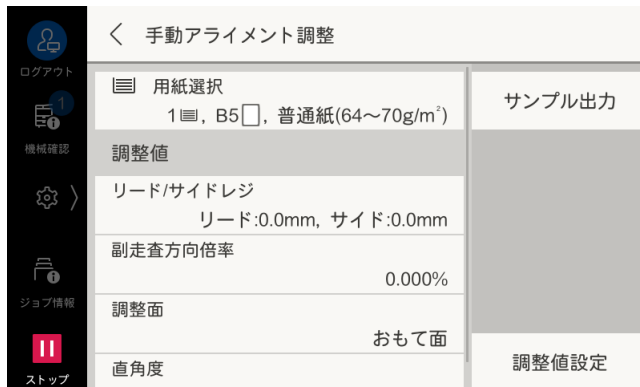 手動アライメント調整
ログアウト
1
機械確認
ジョブ情報
ストップ
用紙選択
1, B5, 普通紙(64～70g/m²)
調整値
リード/サイドレジ
リード:0.0mm, サイド:0.0mm
副走査方向倍率
0.000%
調整面
おもて面
直角度
サンプル出力
調整値設定